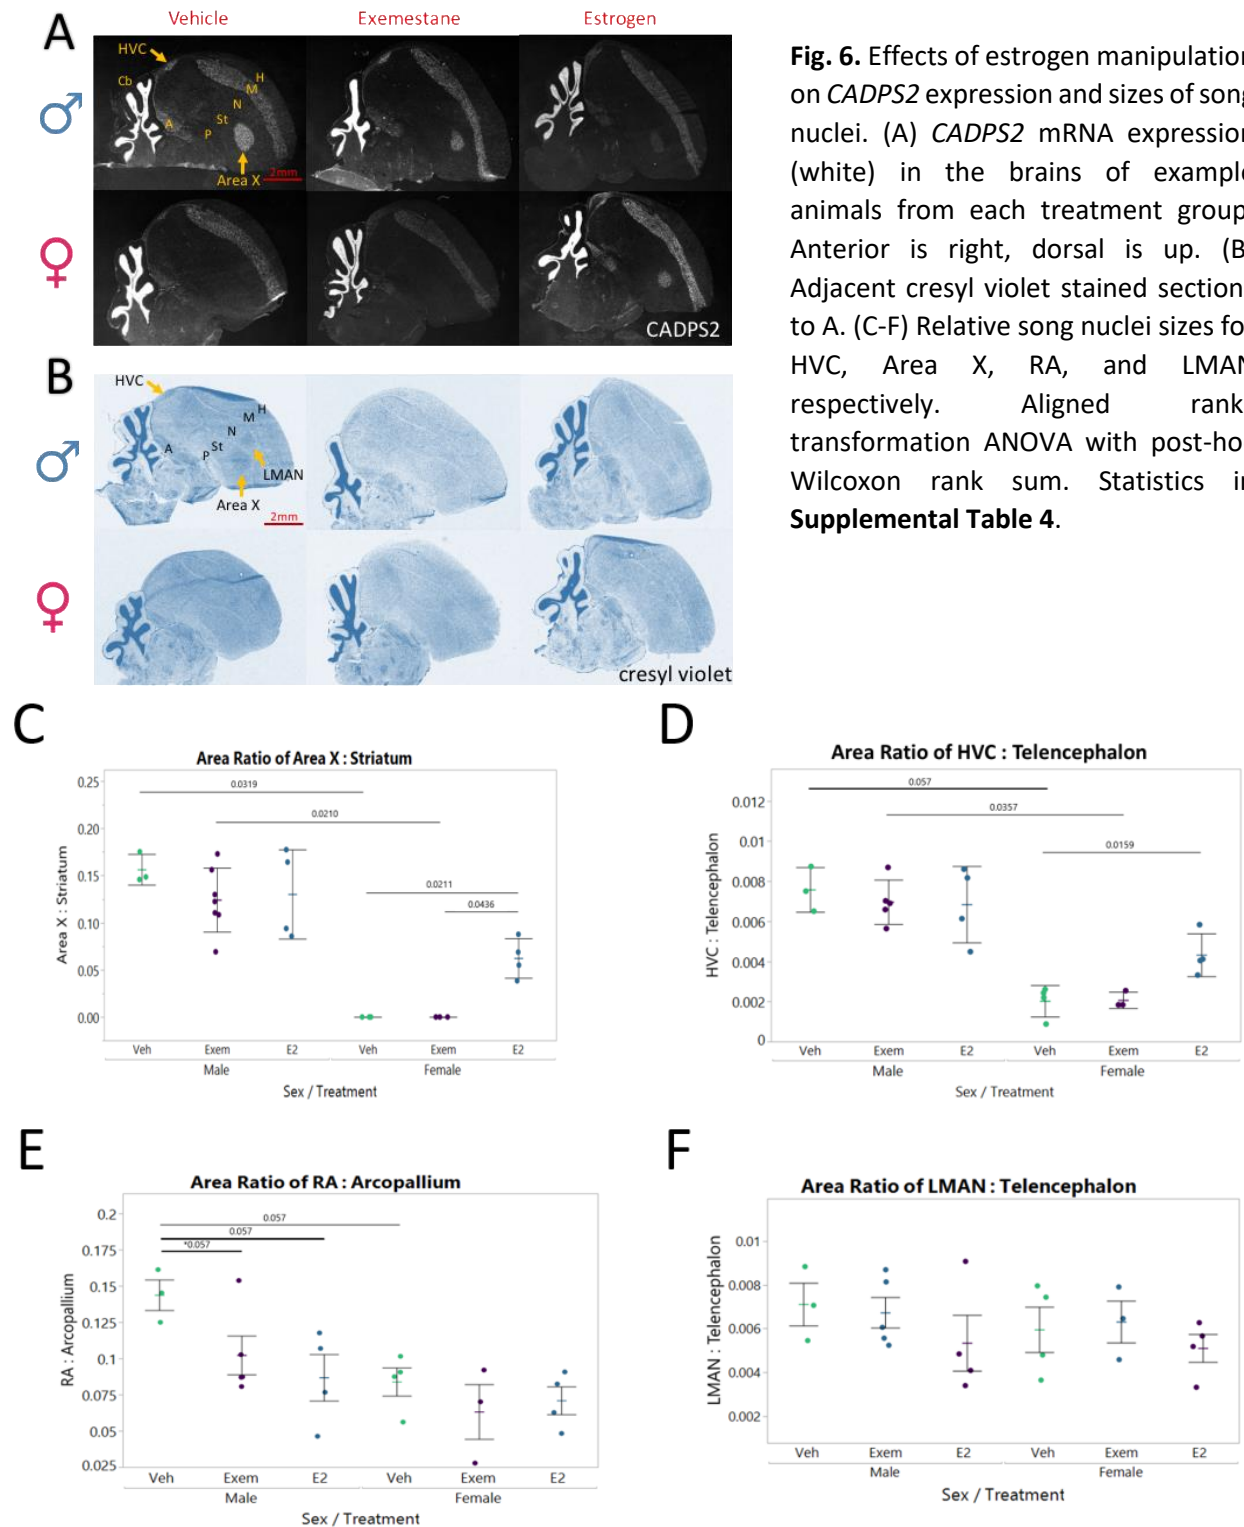 A
Vehicle
Exemestane
Estrogen
HVC
Cb
H
M
N
St
A
P
Area X
2mm
CADPS2
B
HVC
H
M
N
St
A
P
LMAN
Area X
2mm
cresyl violet
Fig. 6. Effects of estrogen manipulation
on CADPS2 expression and sizes of song
nuclei. (A) CADPS2 mRNA expression
(white) in the brains of example
animals from each treatment group
Anterior is right, dorsal is up. (B
Adjacent cresyl violet stained section
to A. (C-F) Relative song nuclei sizes fo
HVC, Area X, RA, and LMAN
respectively. Aligned rank
transformation ANOVA with post-ho
Wilcoxon rank sum. Statistics in
Supplemental Table 4.
C
Area Ratio of Area X : Striatum
0.25
0.20
0.15
0.10
0.05
0.00
Area X : Striatum
0.0319
0.0210
0.0211
0.0436
Veh Exem E2 Veh Exem E2
Male Female
Sex / Treatment
D
Area Ratio of HVC : Telencephalon
0.012
0.01
0.008
0.006
0.004
0.002
0
HVC : Telencephalon
0.057
0.0357
0.0159
Veh Exem E2 Veh Exem E2
Male Female
Sex / Treatment
E
Area Ratio of RA : Arcopallium
0.2
0.175
0.15
0.125
0.1
0.075
0.05
0.025
RA : Arcopallium
0.057
0.057
*0.057
Veh Exem E2 Veh Exem E2
Male Female
Sex / Treatment
F
Area Ratio of LMAN : Telencephalon
0.01
0.008
0.006
0.004
0.002
LMAN : Telencephalon
Veh Exem E2 Veh Exem E2
Male Female
Sex / Treatment